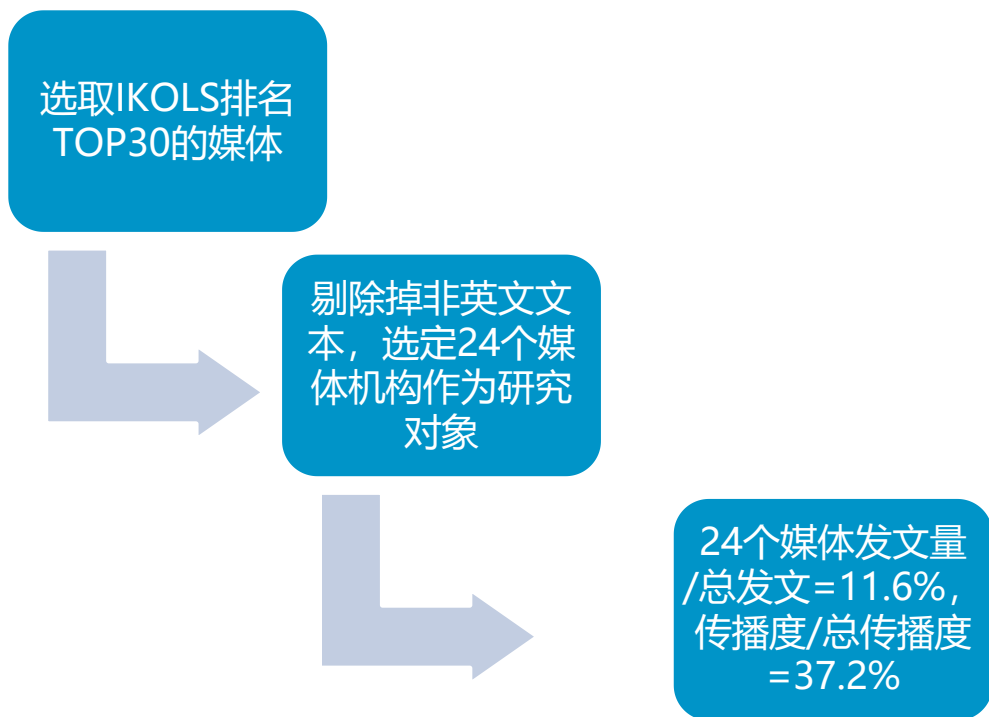 选取IKOLS排名
TOP30的媒体
剔除掉非英文文
本，选定24个媒
体机构作为研究
对象
24个媒体发文量
/总发文=11.6%，
传播度/总传播度
=37.2%